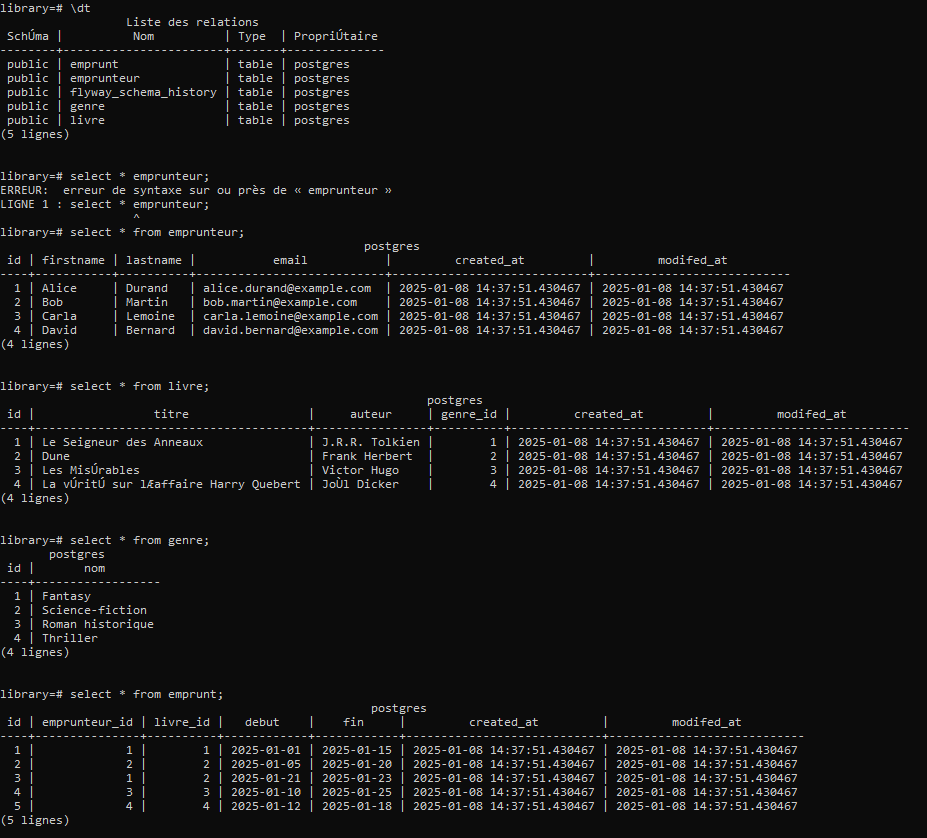 library=# \dt
Liste des relations
SchÚma | Nom | Type | PropriÚtaire
--------+-----------------------+-------+--------------
public | emprunt | table | postgres
public | emprunteur | table | postgres
public | flyway_schema_history | table | postgres
public | genre | table | postgres
public | livre | table | postgres
(5 lignes)
library=# select * emprunteur;
ERREUR:  erreur de syntaxe sur ou près de « emprunteur »
LIGNE 1 : select * emprunteur;
^
library=# select * from emprunteur;
postgres
id | firstname | lastname | email | created_at | modifed_at
----+-----------+----------+---------------------------+----------------------------+----------------------------
1 | Alice | Durand | alice.durand@example.com | 2025-01-08 14:37:51.430467 | 2025-01-08 14:37:51.430467
2 | Bob | Martin | bob.martin@example.com | 2025-01-08 14:37:51.430467 | 2025-01-08 14:37:51.430467
3 | Carla | Lemoine | carla.lemoine@example.com | 2025-01-08 14:37:51.430467 | 2025-01-08 14:37:51.430467
4 | David | Bernard | david.bernard@example.com | 2025-01-08 14:37:51.430467 | 2025-01-08 14:37:51.430467
(4 lignes)
library=# select * from livre;
postgres
id | titre | auteur | genre_id | created_at | modifed_at
----+---------------------------------------+----------------+----------+----------------------------+----------------------------
1 | Le Seigneur des Anneaux | J.R.R. Tolkien | 1 | 2025-01-08 14:37:51.430467 | 2025-01-08 14:37:51.430467
2 | Dune | Frank Herbert | 2 | 2025-01-08 14:37:51.430467 | 2025-01-08 14:37:51.430467
3 | Les MisÚrables | Victor Hugo | 3 | 2025-01-08 14:37:51.430467 | 2025-01-08 14:37:51.430467
4 | La vÚritÚ sur lÆaffaire Harry Quebert | JoÙl Dicker | 4 | 2025-01-08 14:37:51.430467 | 2025-01-08 14:37:51.430467
(4 lignes)
library=# select * from genre;
postgres
id | nom
----+------------------
1 | Fantasy
2 | Science-fiction
3 | Roman historique
4 | Thriller
(4 lignes)
library=# select * from emprunt;
postgres
id | emprunteur_id | livre_id | debut | fin | created_at | modifed_at
----+---------------+----------+------------+------------+----------------------------+----------------------------
1 | 1 | 1 | 2025-01-01 | 2025-01-15 | 2025-01-08 14:37:51.430467 | 2025-01-08 14:37:51.430467
2 | 2 | 2 | 2025-01-05 | 2025-01-20 | 2025-01-08 14:37:51.430467 | 2025-01-08 14:37:51.430467
3 | 1 | 2 | 2025-01-21 | 2025-01-23 | 2025-01-08 14:37:51.430467 | 2025-01-08 14:37:51.430467
4 | 3 | 3 | 2025-01-10 | 2025-01-25 | 2025-01-08 14:37:51.430467 | 2025-01-08 14:37:51.430467
5 | 4 | 4 | 2025-01-12 | 2025-01-18 | 2025-01-08 14:37:51.430467 | 2025-01-08 14:37:51.430467
(5 lignes)